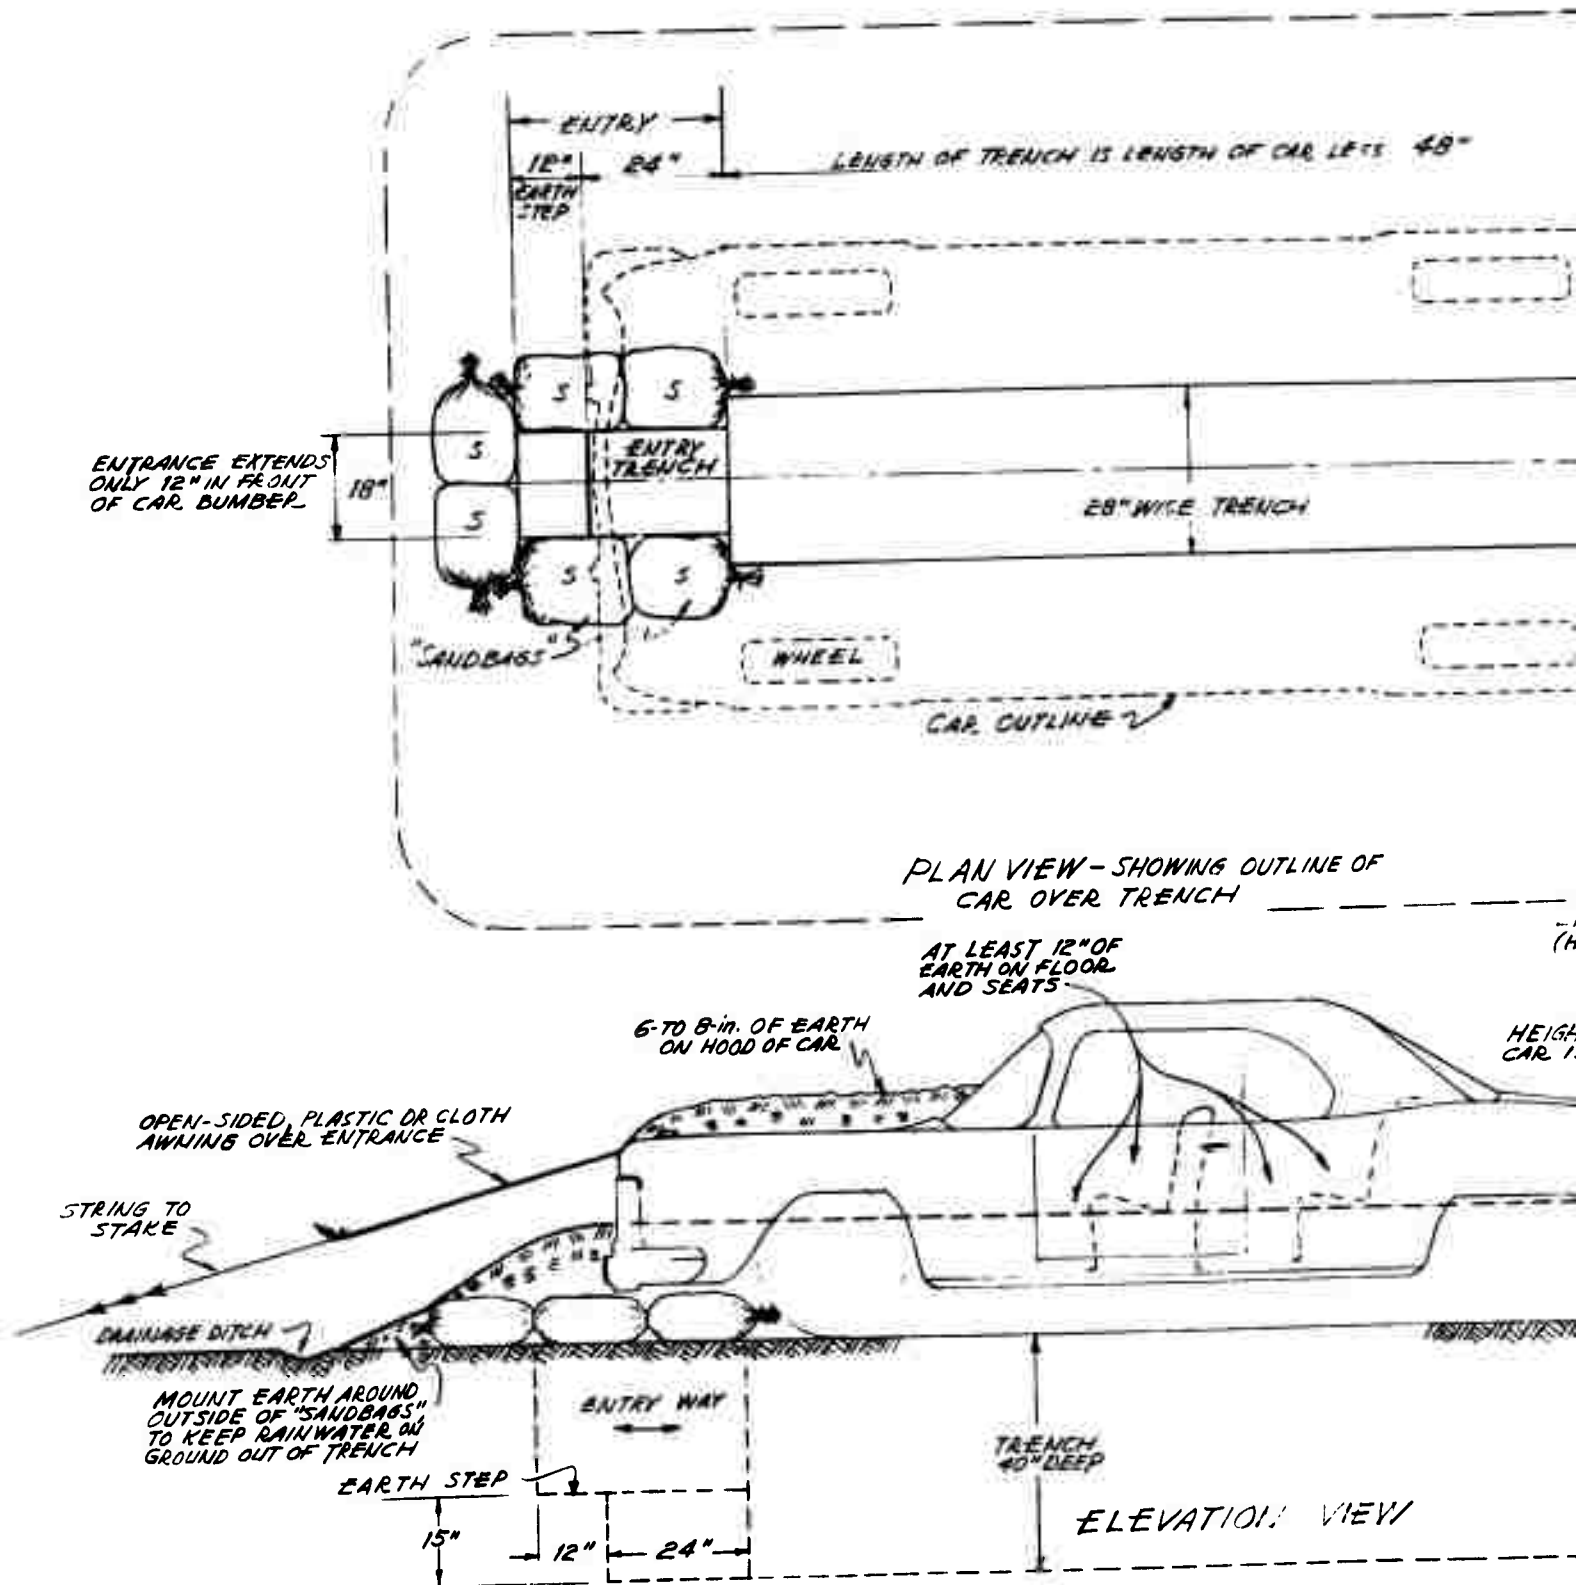 ENTRY
12" 24"
EARTH
STEP
LENGTH OF TRENCH IS LENGTH OF CAR LESS 48"
S S
ENTRANCE EXTENDS
ONLY 12" IN FRONT
OF CAR BUMBER
18"
S
S
ENTRY
TRENCH
28" WIDE TRENCH
S S
"SANDBAGS"
WHEEL
CAR OUTLINE
PLAN VIEW - SHOWING OUTLINE OF
CAR OVER TRENCH
AT LEAST 12" OF
EARTH ON FLOOR
AND SEATS
(H
6-TO 8-in. OF EARTH
ON HOOD OF CAR
HEIGH
CAR IS
OPEN-SIDED, PLASTIC OR CLOTH
AWNING OVER ENTRANCE
STRING TO
STAKE
DRAINAGE DITCH
MOUNT EARTH AROUND
OUTSIDE OF "SANDBAGS",
TO KEEP RAINWATER ON
GROUND OUT OF TRENCH
ENTRY WAY
TRENCH
40" DEEP
EARTH STEP
15"
12" 24"
ELEVATION VIEW